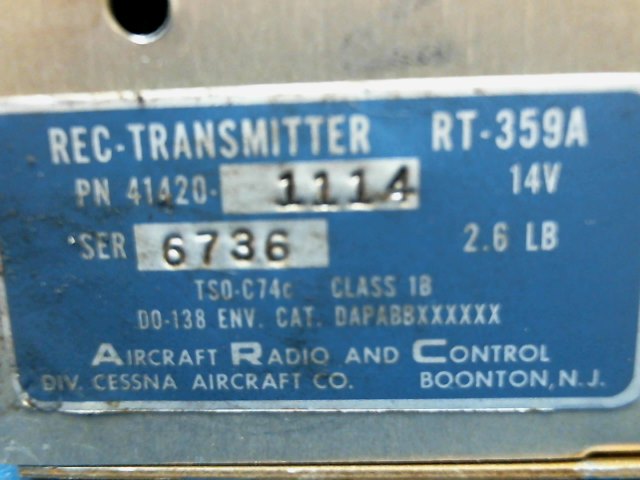 REC-TRANSMITTER RT-359A
PN 41420- 1114 14V
SER 6736 2.6 LB
TSO-C74c CLASS 1B
DO-138 ENV. CAT. DAPABBXXXXXX
AIRCRAFT RADIO AND CONTROL
DIV. CESSNA AIRCRAFT CO. BOONTON, N.J.